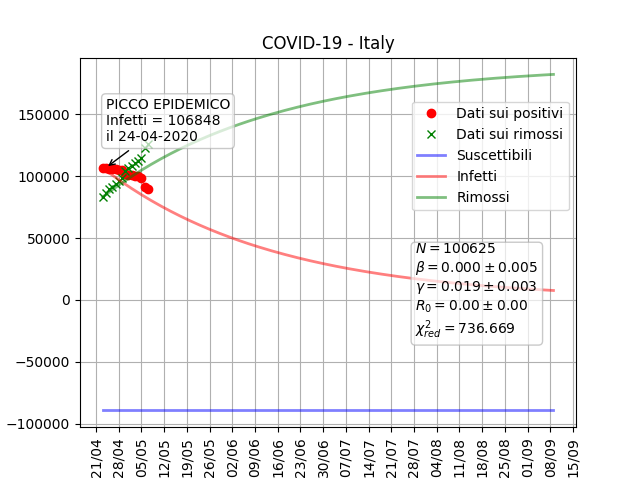 COVID-19 - Italy
PICCO EPIDEMICO
Infetti = 106848
il 24-04-2020
Dati sui positivi
Dati sui rimossi
Suscettibili
Infetti
Rimossi
N = 100625
β = 0.000 ± 0.005
γ = 0.019 ± 0.003
R₀ = 0.00 ± 0.00
χ²red = 736.669
150000
100000
50000
0
−50000
−100000
21/04
28/04
05/05
12/05
19/05
26/05
02/06
09/06
16/06
23/06
30/06
07/07
14/07
21/07
28/07
04/08
11/08
18/08
25/08
01/09
08/09
15/09